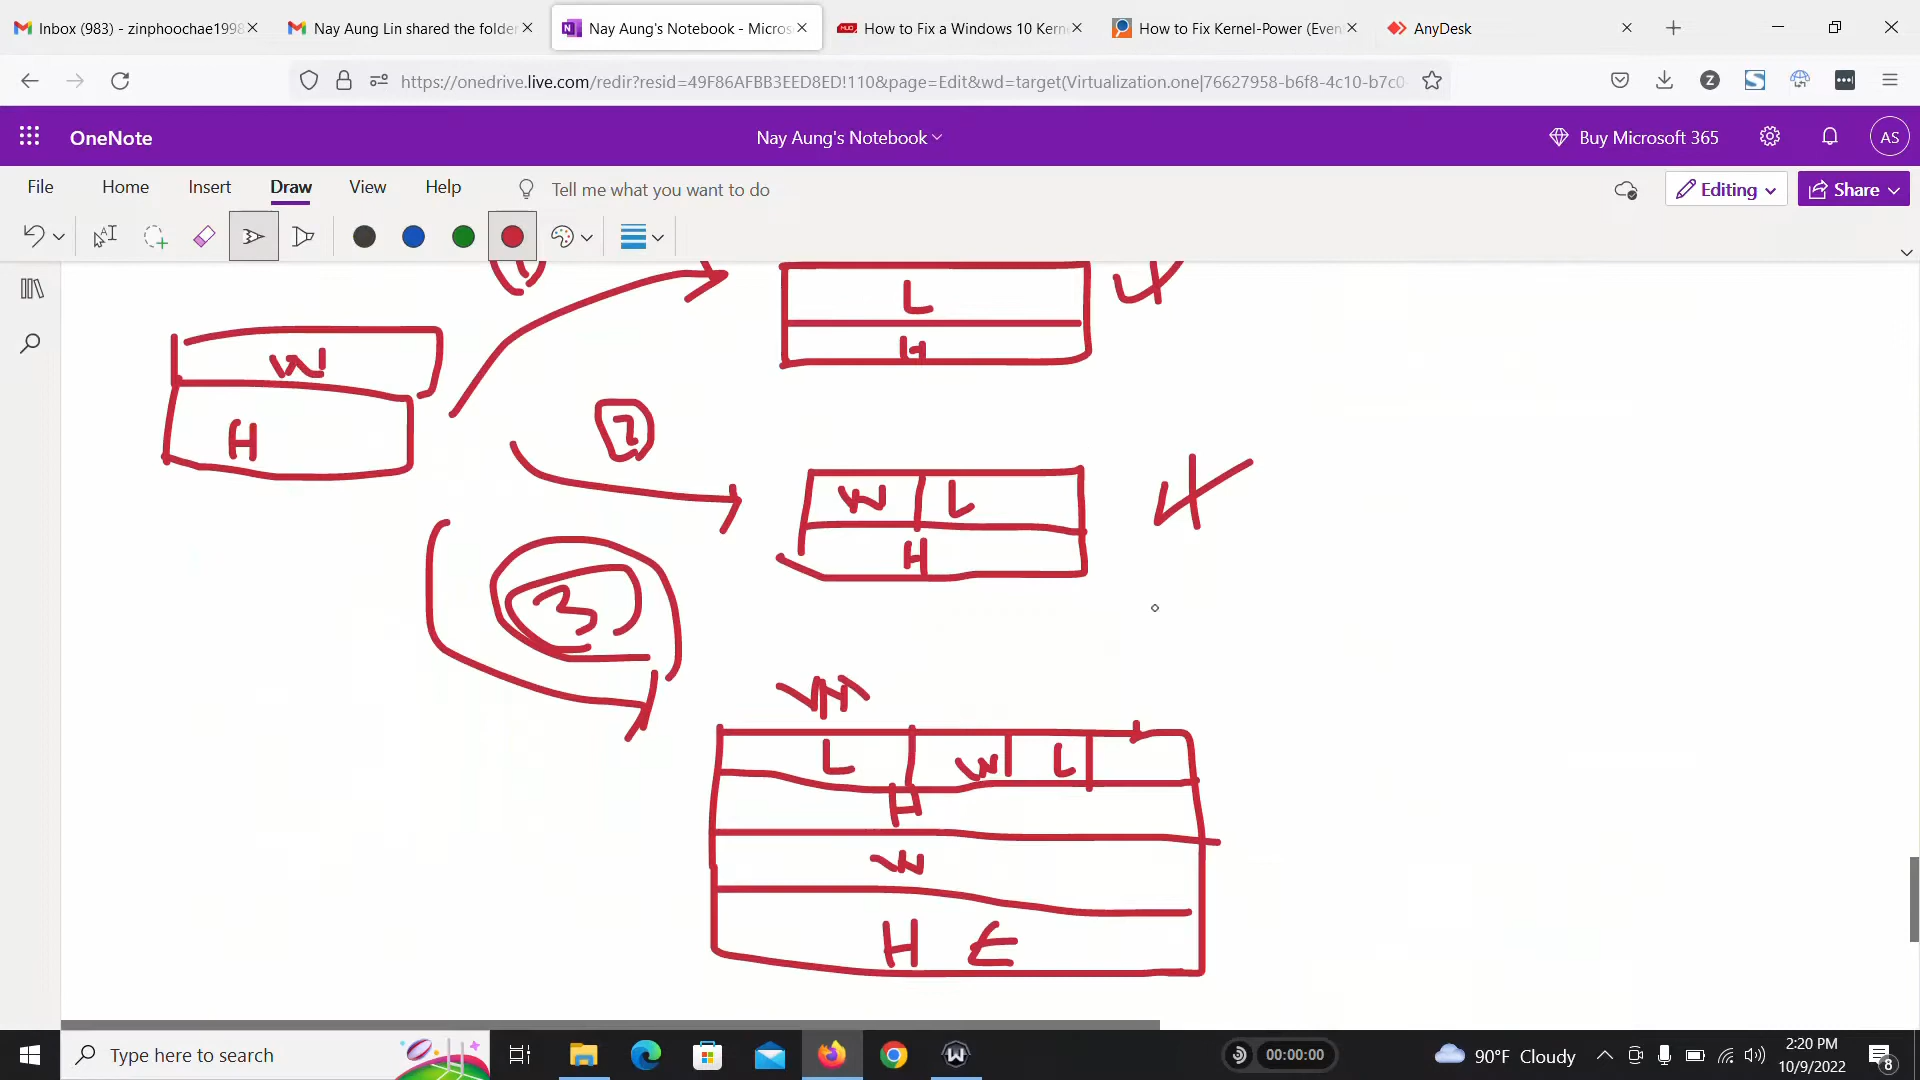 Inbox (983) - zinphoochae1998
Nay Aung Lin shared the folder
Nay Aung's Notebook - Micros
How to Fix a Windows 10 Kern
How to Fix Kernel-Power (Even
AnyDesk
https://onedrive.live.com/redir?resid=49F86AFBB3EED8ED!110&page=Edit&wd=target(Virtualization.one|76627958-b6f8-4c10-b7c0-
OneNote
Nay Aung's Notebook
Buy Microsoft 365
AS
File Home Insert Draw View Help
Tell me what you want to do
Editing
Share
L
H
W
H
2
W L
H
3
L W L
H
W
H
Type here to search
00:00:00
90°F Cloudy
2:20 PM
10/9/2022
8